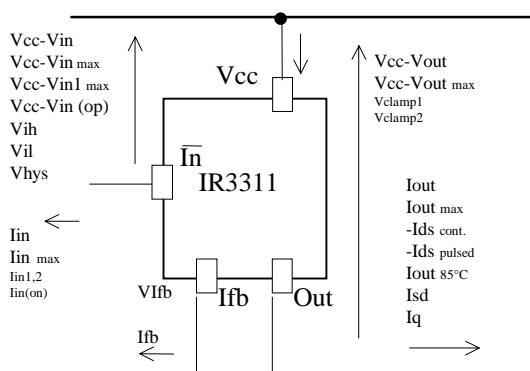 Vcc-Vin
Vcc-Vin max
Vcc-Vin1 max
Vcc-Vin (op)
Vih
Vil
Vhys
Iin
Iin max
Iin1,2
Iin(on)
Vcc
I̅n̅
IR3311
VIfb
Ifb
Out
Ifb
Vcc-Vout
Vcc-Vout max
Vclamp1
Vclamp2
Iout
Iout max
-Ids cont.
-Ids pulsed
Iout 85°C
Isd
Iq